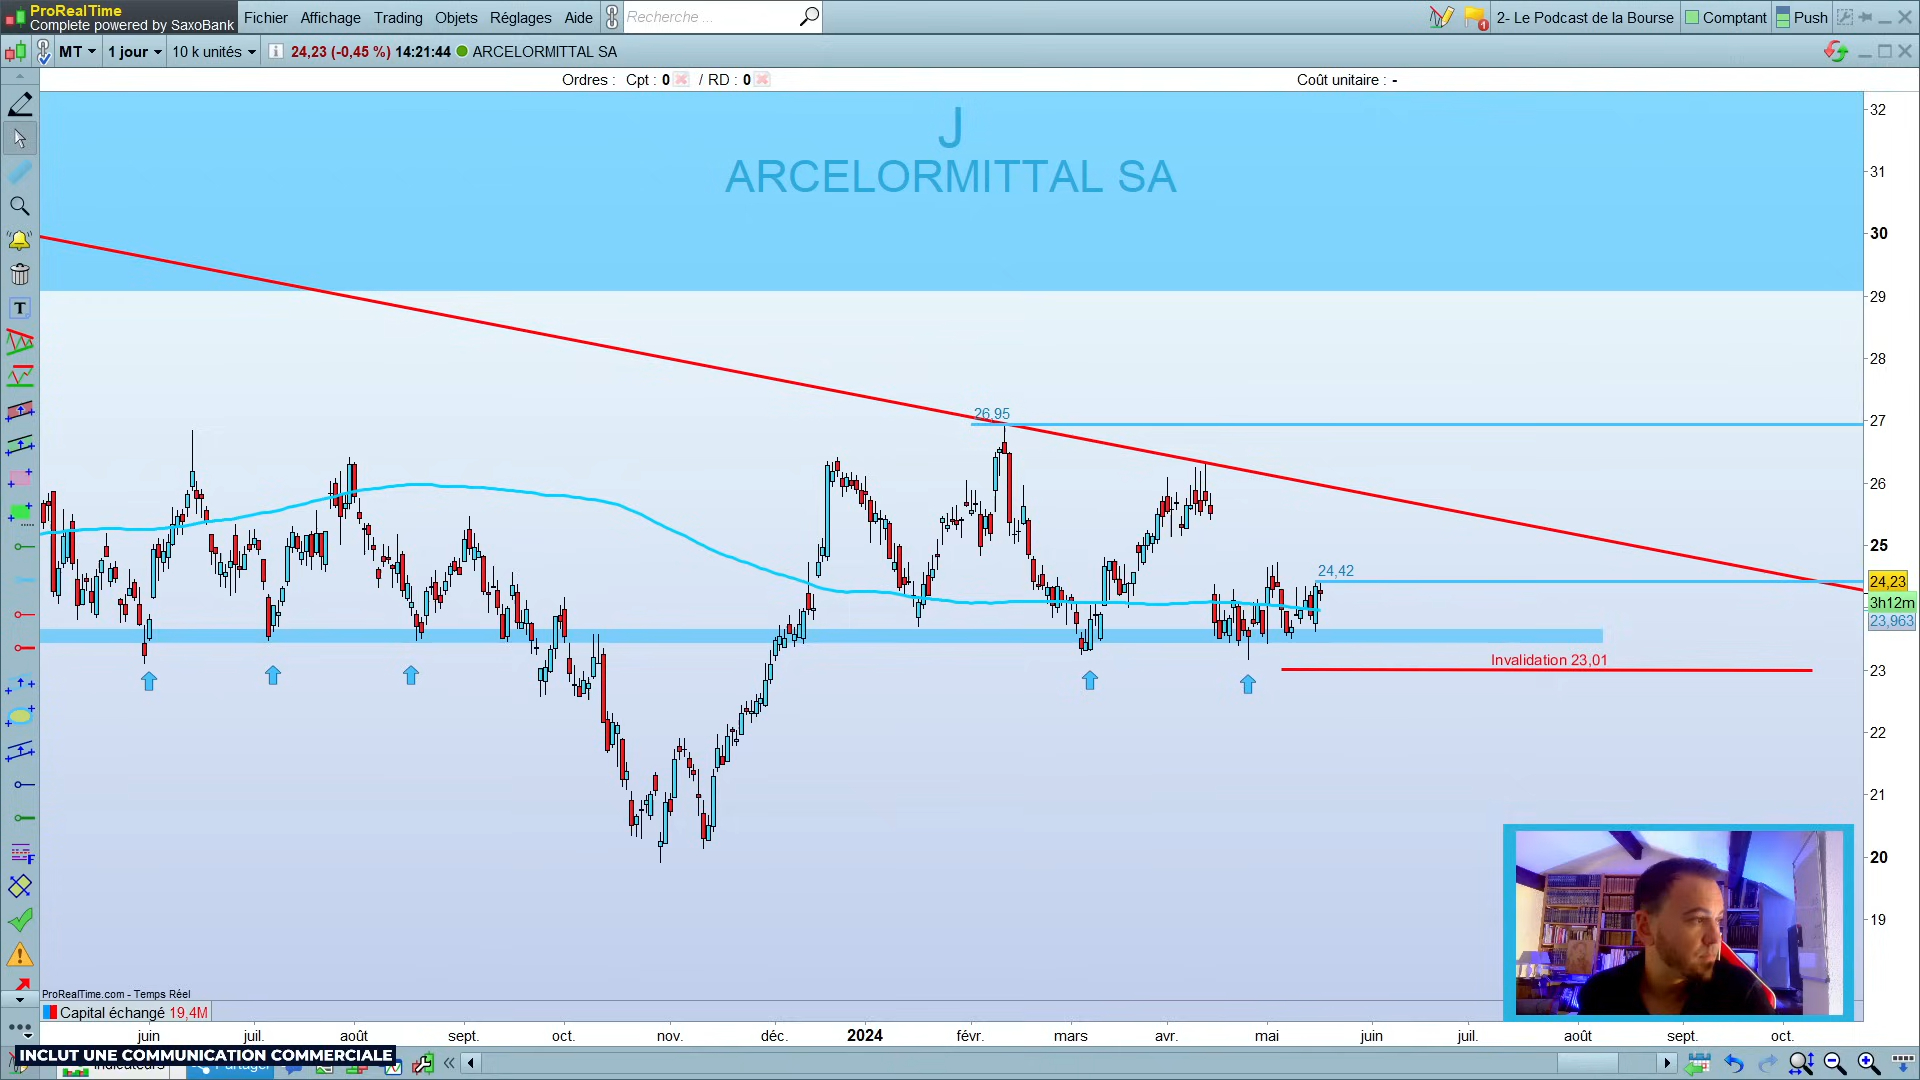 ProRealTime
Complete powered by SaxoBank
Fichier Affichage Trading Objets Réglages Aide
Recherche ...
1
2- Le Podcast de la Bourse
Comptant
Push
MT 1 jour 10 k unités
24,23 (-0,45 %) 14:21:44 ARCELORMITTAL SA
Ordres : Cpt : 0 / RD : 0
Coût unitaire : -
J
ARCELORMITTAL SA
32
31
30
29
28
27
26
25
24,23
3h12m
23,963
23
22
21
20
19
26,95
24,42
Invalidation 23,01
ProRealTime.com - Temps Réel
Capital échangé 19,4M
juin juil. août sept. oct. nov. déc. 2024 févr. mars avr. mai juin juil. août sept. oct.
INCLUT UNE COMMUNICATION COMMERCIALE
Indicateurs
Partager